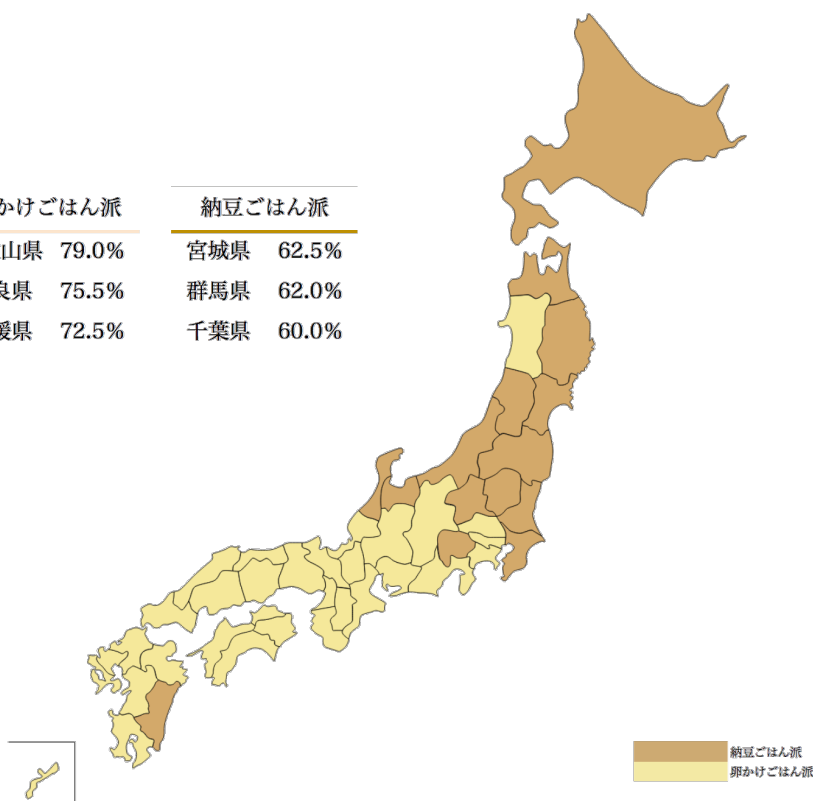 かけごはん派
山県 79.0%
良県 75.5%
媛県 72.5%
納豆ごはん派
宮城県 62.5%
群馬県 62.0%
千葉県 60.0%
納豆ごはん派
卵かけごはん派